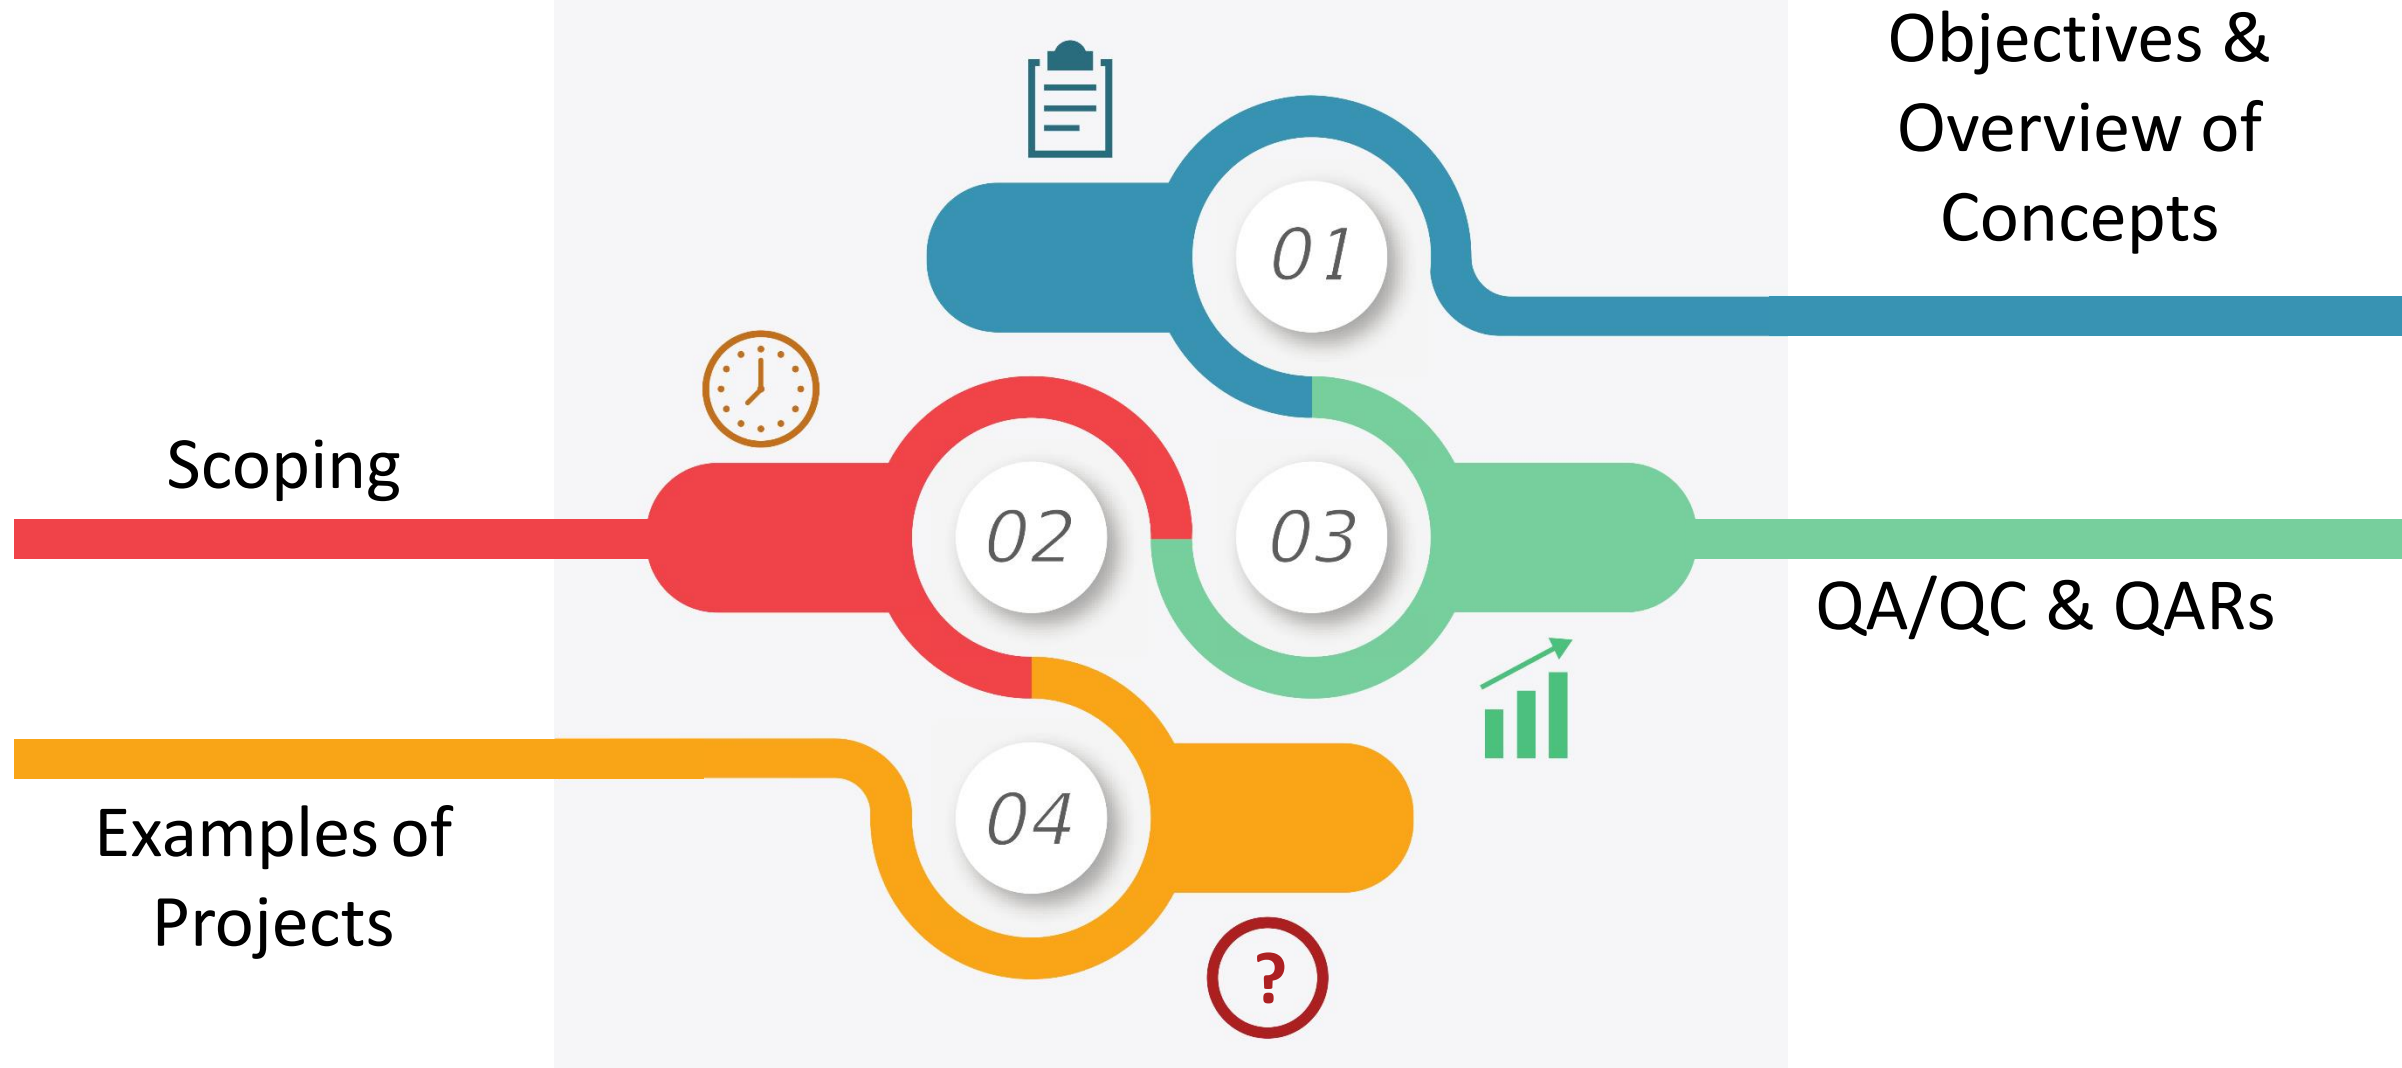 Objectives &
Overview of
Concepts
01
Scoping
02
03
QA/QC & QARs
04
Examples of
Projects
?